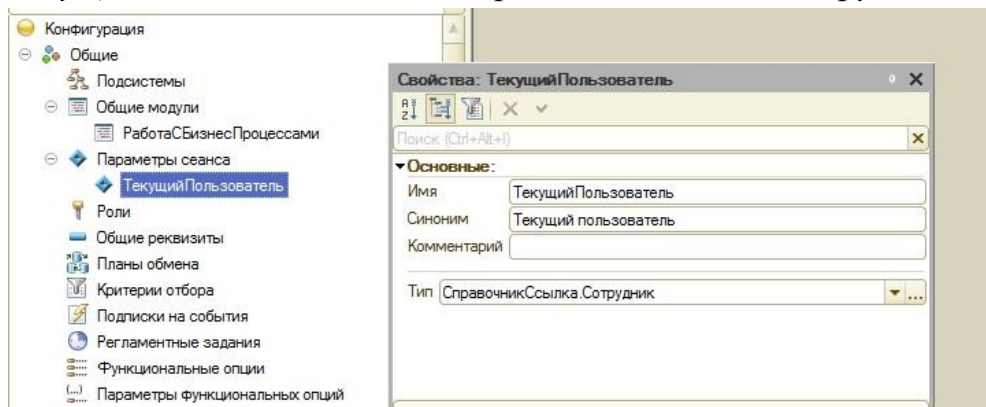 Конфигурация
Общие
Подсистемы
Общие модули
РаботаСБизнесПроцессами
Параметры сеанса
ТекущийПользователь
Роли
Общие реквизиты
Планы обмена
Критерии отбора
Подписки на события
Регламентные задания
Функциональные опции
Параметры функциональных опций
Свойства: ТекущийПользователь
Поиск (Ctrl+Alt+I)
Основные:
Имя ТекущийПользователь
Синоним Текущий пользователь
Комментарий
Тип СправочникСсылка.Сотрудник